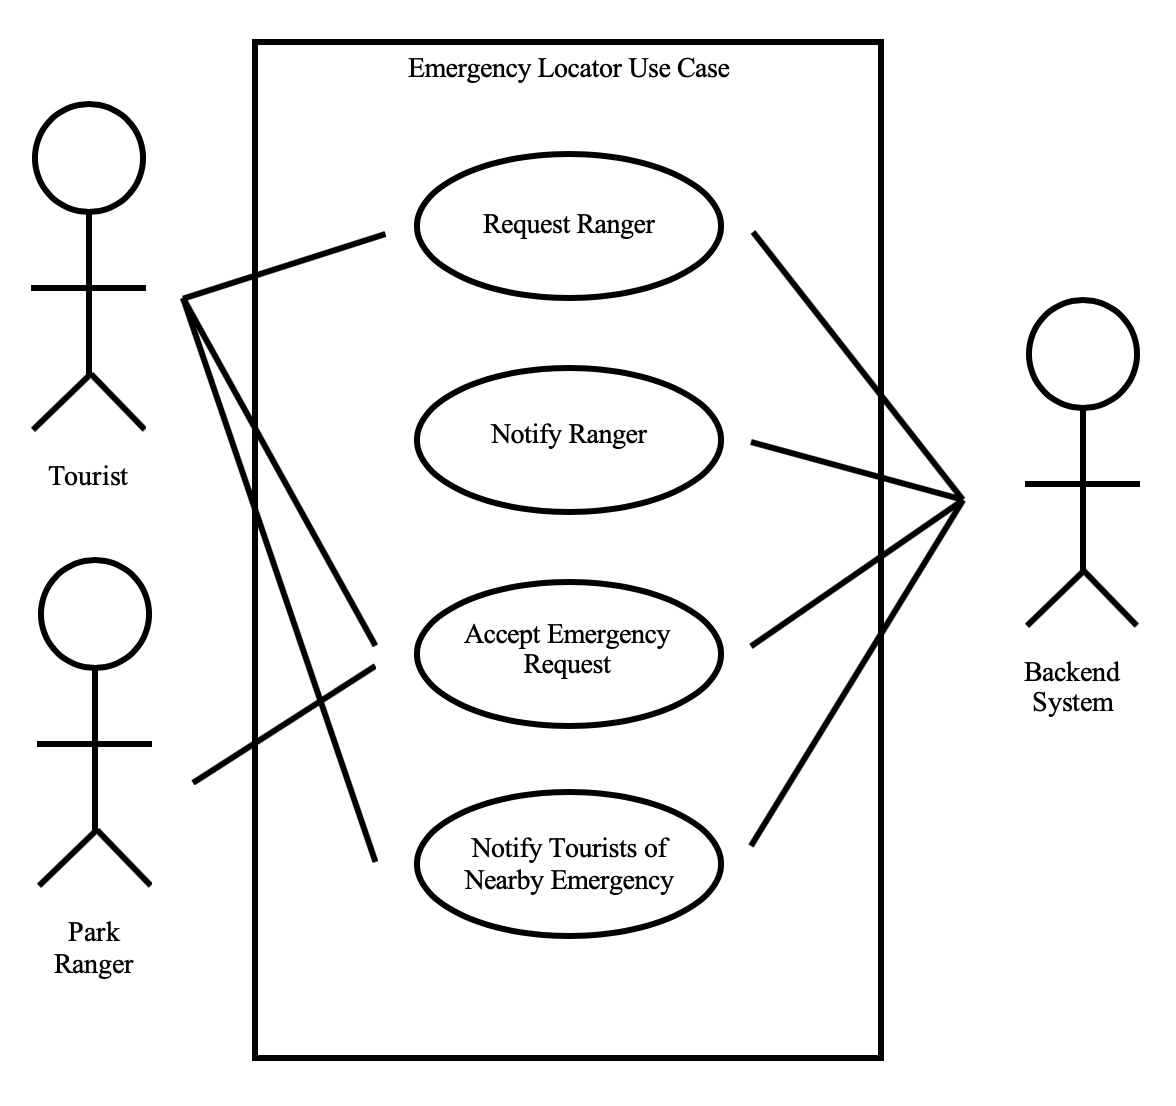 Emergency Locator Use Case
Request Ranger
Notify Ranger
Tourist
Accept Emergency
Request
Backend
System
Notify Tourists of
Nearby Emergency
Park
Ranger